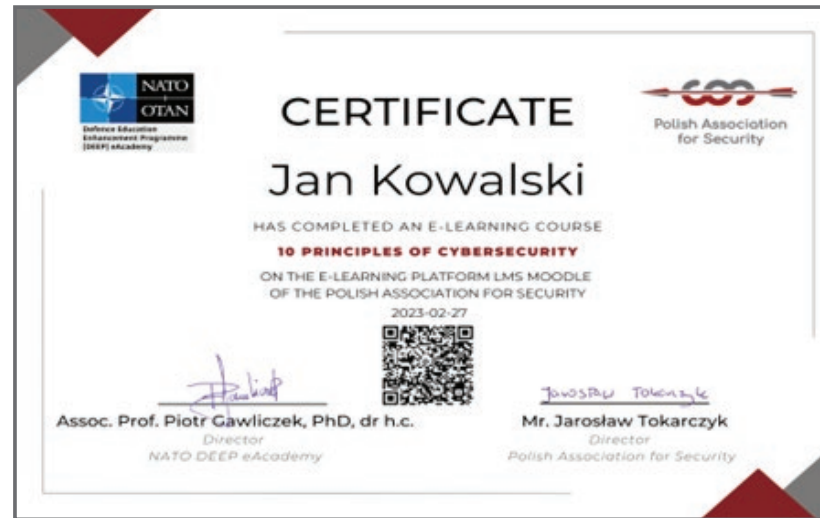 NATO
OTAN
Defence Education
Enhancement Programme
(DEEP) eAcademy
Polish Association
for Security
CERTIFICATE
Jan Kowalski
HAS COMPLETED AN E-LEARNING COURSE
10 PRINCIPLES OF CYBERSECURITY
ON THE E-LEARNING PLATFORM LMS MOODLE
OF THE POLISH ASSOCIATION FOR SECURITY
2023-02-27
Jarosław Tokarczyk
Assoc. Prof. Piotr Gawliczek, PhD, dr h.c.
Director
NATO DEEP eAcademy
Mr. Jarosław Tokarczyk
Director
Polish Association for Security